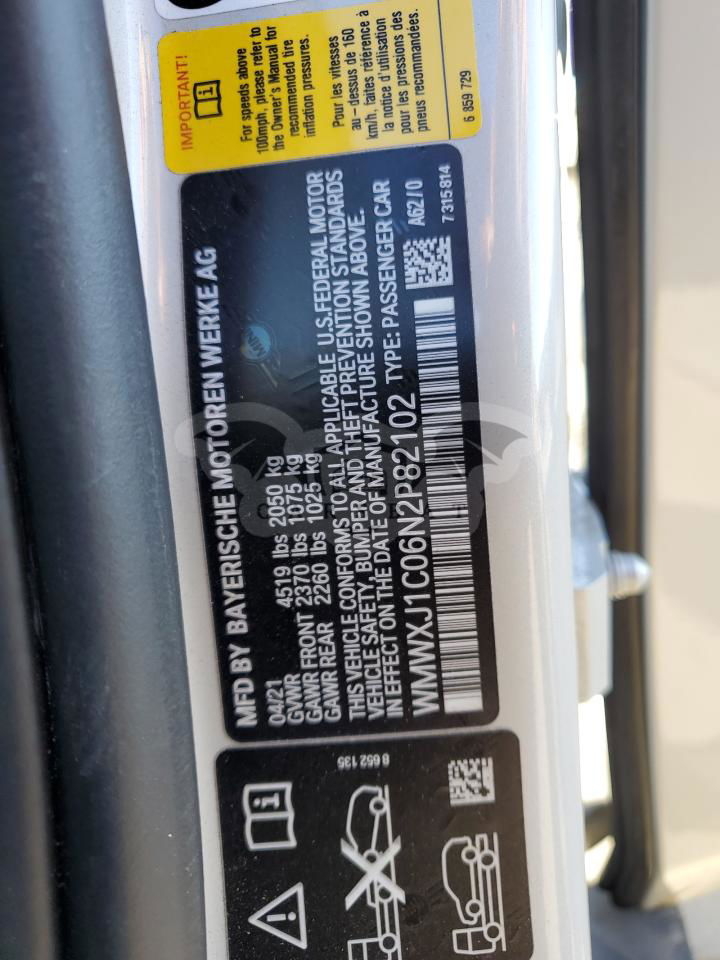 IMPORTANT!
For speeds above
100mph, please refer to
the Owner's Manual for
recommended tire
inflation pressures.
Pour les vitesses
au - dessus de 160
km/h, faites référence à
la notice d'utilisation
pour les pressions des
pneus recommandées.
6 859 729
MFD BY BAYERISCHE MOTOREN WERKE AG
04/21
GVWR 4519 lbs 2050 kg
GAWR FRONT 2370 lbs 1075 kg
GAWR REAR 2260 lbs 1025 kg
THIS VEHICLE CONFORMS TO ALL APPLICABLE U.S.FEDERAL MOTOR
VEHICLE SAFETY, BUMPER AND THEFT PREVENTION STANDARDS
IN EFFECT ON THE DATE OF MANUFACTURE SHOWN ABOVE.
WMWXJ1C06N2P82102 TYPE: PASSENGER CAR
A62/0
7 315 814
MINI
8 652 135